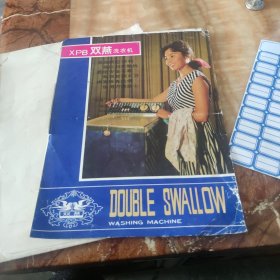 XPB 双燕 洗衣机
DOUBLE SWALLOW
WASHING MACHINE